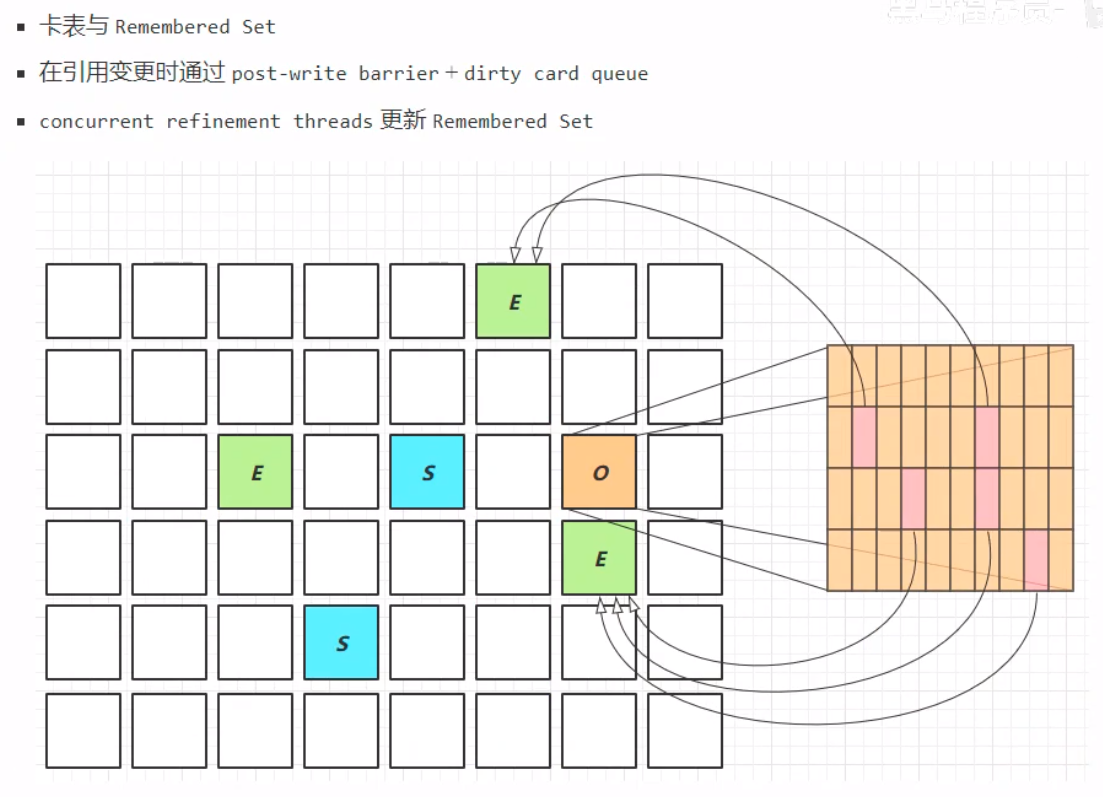 卡表与 Remembered Set
在引用变更时通过 post-write barrier + dirty card queue
concurrent refinement threads 更新 Remembered Set
E
E
S
O
E
S